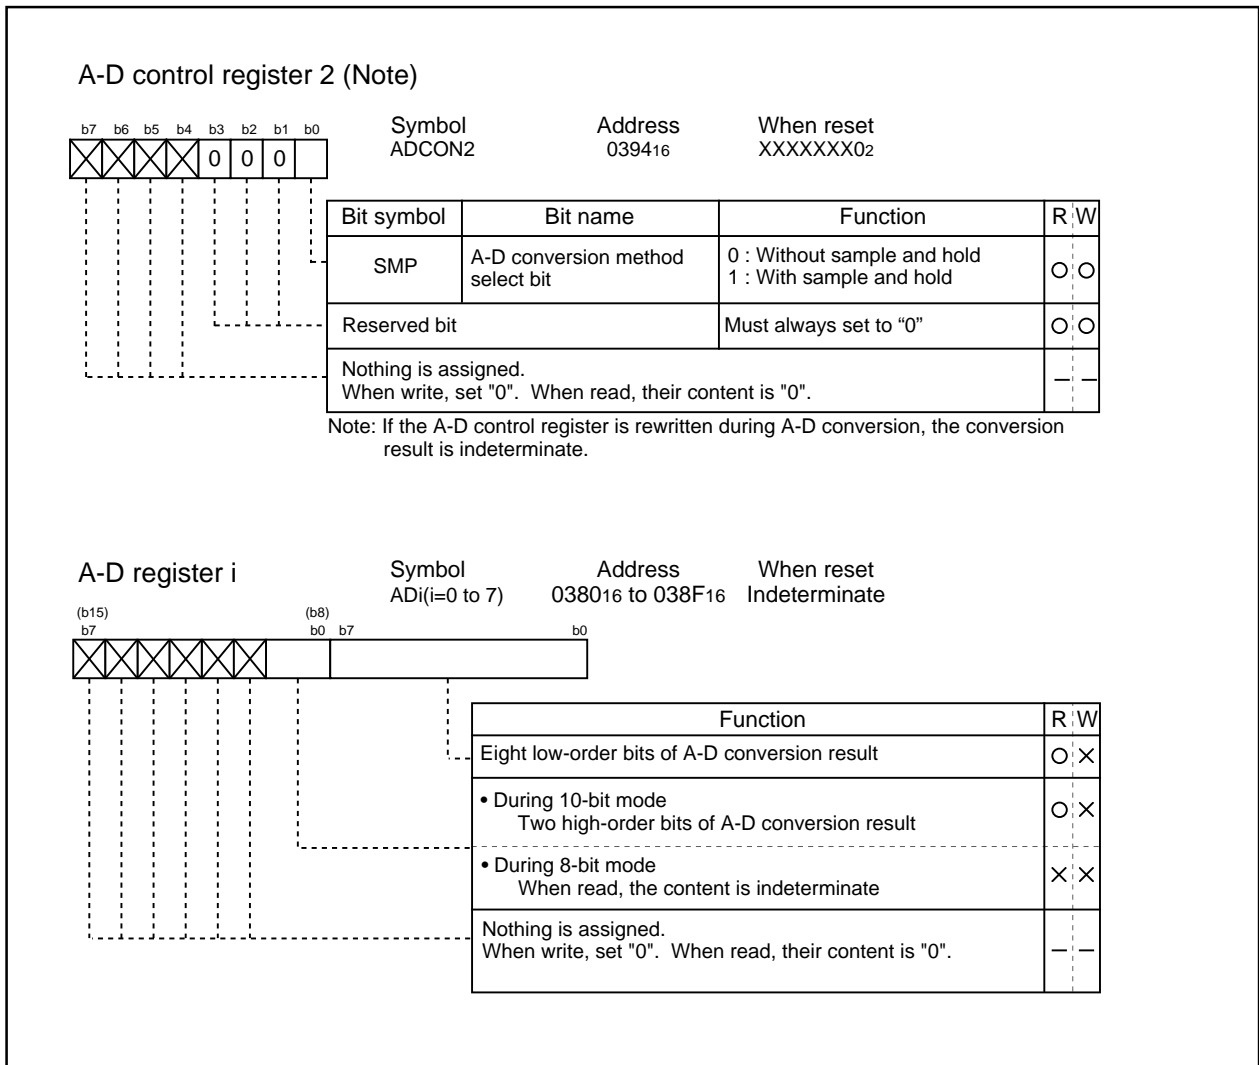 A-D control register 2 (Note)
b7 b6 b5 b4 b3 b2 b1 b0
0 0 0
Symbol Address When reset
ADCON2 039416 XXXXXXX02
Bit symbol Bit name Function R W
SMP A-D conversion method select bit 0 : Without sample and hold
1 : With sample and hold
Reserved bit Must always set to “0”
Nothing is assigned.
When write, set "0". When read, their content is "0".
Note: If the A-D control register is rewritten during A-D conversion, the conversion
result is indeterminate.
A-D register i
Symbol Address When reset
ADi(i=0 to 7) 038016 to 038F16 Indeterminate
(b15) (b8)
b7 b0 b7 b0
Function R W
Eight low-order bits of A-D conversion result
• During 10-bit mode
Two high-order bits of A-D conversion result
• During 8-bit mode
When read, the content is indeterminate
Nothing is assigned.
When write, set "0". When read, their content is "0".